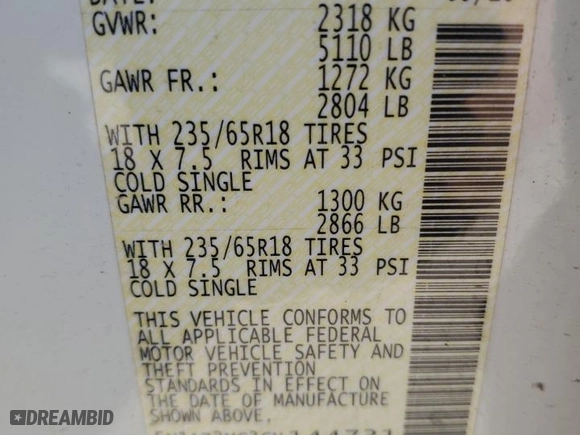 GVWR: 2318 KG
5110 LB
GAWR FR.: 1272 KG
2804 LB
WITH 235/65R18 TIRES
18 X 7.5 RIMS AT 33 PSI
COLD SINGLE
GAWR RR.: 1300 KG
2866 LB
WITH 235/65R18 TIRES
18 X 7.5 RIMS AT 33 PSI
COLD SINGLE
THIS VEHICLE CONFORMS TO
ALL APPLICABLE FEDERAL
MOTOR VEHICLE SAFETY AND
THEFT PREVENTION
STANDARDS IN EFFECT ON
THE DATE OF MANUFACTURE
SHOWN ABOVE.
DREAMBID